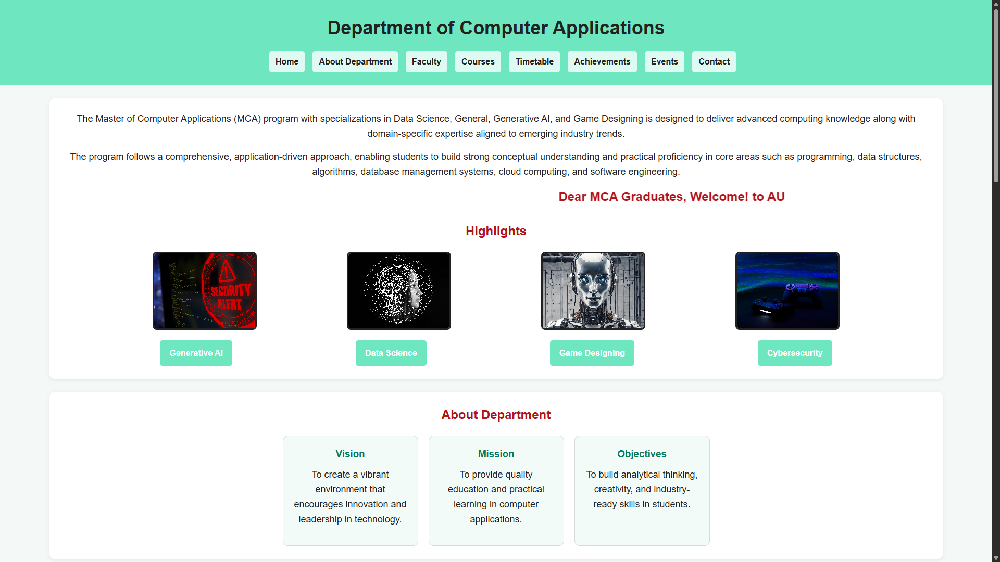 Department of Computer Applications
Home About Department Faculty Courses Timetable Achievements Events Contact
The Master of Computer Applications (MCA) program with specializations in Data Science, General, Generative AI, and Game Designing is designed to deliver advanced computing knowledge along with
domain-specific expertise aligned to emerging industry trends.
The program follows a comprehensive, application-driven approach, enabling students to build strong conceptual understanding and practical proficiency in core areas such as programming, data structures,
algorithms, database management systems, cloud computing, and software engineering.
Dear MCA Graduates, Welcome! to AU
Highlights
SECURITY
ALERT
Generative AI Data Science Game Designing Cybersecurity
About Department
Vision
To create a vibrant
environment that
encourages innovation and
leadership in technology.
Mission
To provide quality
education and practical
learning in computer
applications.
Objectives
To build analytical thinking,
creativity, and industry-
ready skills in students.